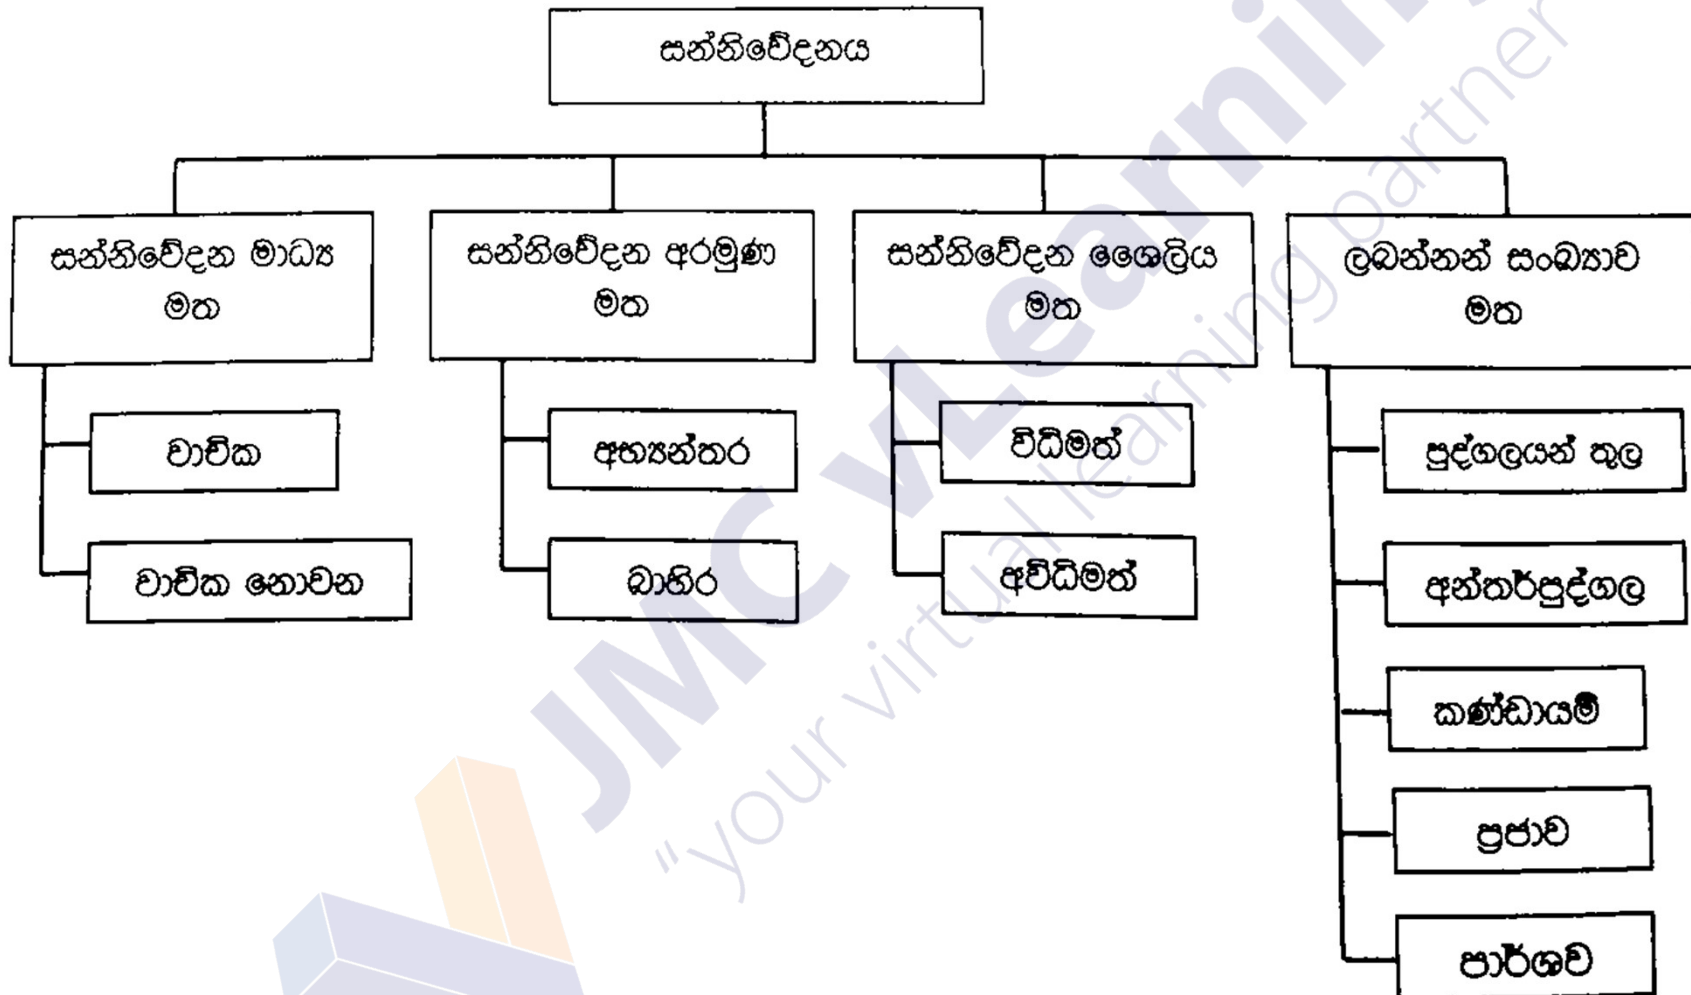 සන්නිවේදනය
සන්නිවේදන මාධ්‍ය
මත
සන්නිවේදන අරමුණ
මත
සන්නිවේදන ශෛලිය
මත
ලබන්නන් සංඛ්‍යාව
මත
වාචික
වාචික නොවන
අභ්‍යන්තර
බාහිර
විධිමත්
අවිධිමත්
පුද්ගලයන් තුල
අන්තර්පුද්ගල
කණ්ඩායම්
ප්‍රජාව
පාර්ශව
JMC vLearning
"your virtual learning partner